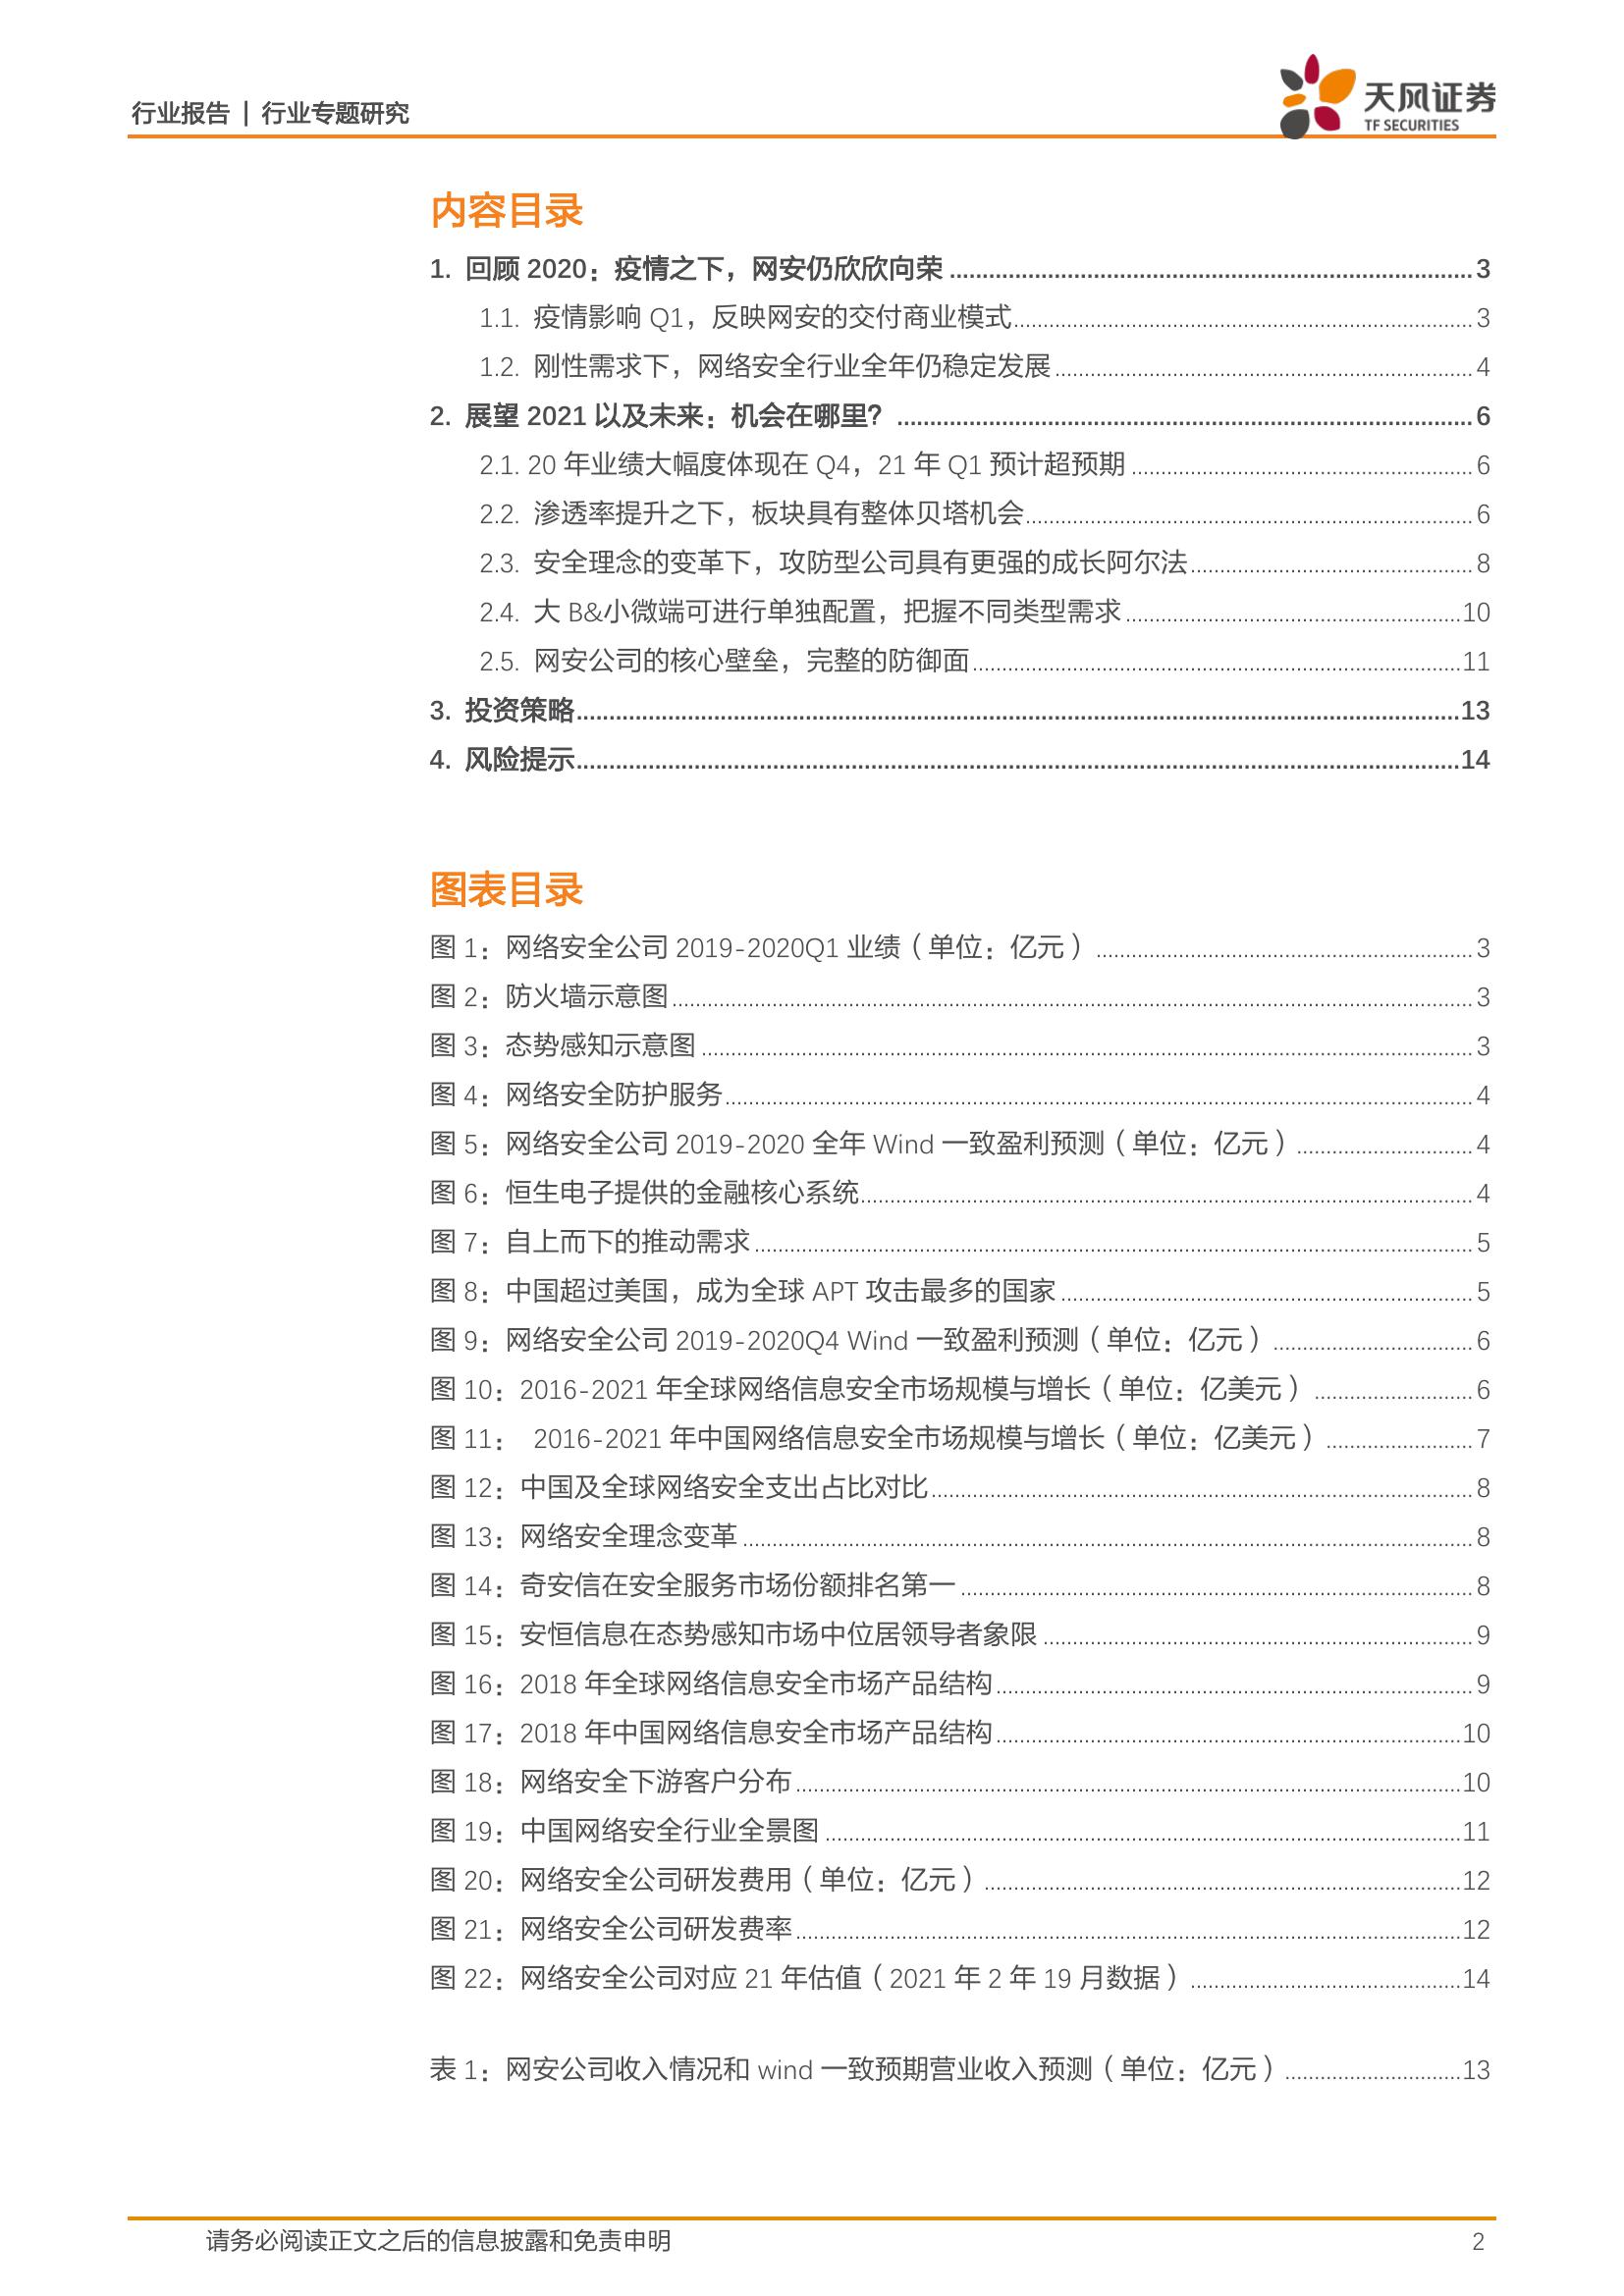 行业报告 | 行业专题研究
天风证券
TF SECURITIES
内容目录
1. 回顾 2020：疫情之下，网安仍欣欣向荣 ........ 3
1.1. 疫情影响 Q1，反映网安的交付商业模式 ........ 3
1.2. 刚性需求下，网络安全行业全年仍稳定发展 ........ 4
2. 展望 2021 以及未来：机会在哪里？ ........ 6
2.1. 20 年业绩大幅度体现在 Q4，21 年 Q1 预计超预期 ........ 6
2.2. 渗透率提升之下，板块具有整体贝塔机会 ........ 6
2.3. 安全理念的变革下，攻防型公司具有更强的成长阿尔法 ........ 8
2.4. 大 B&小微端可进行单独配置，把握不同类型需求 ........ 10
2.5. 网安公司的核心壁垒，完整的防御面 ........ 11
3. 投资策略 ........ 13
4. 风险提示 ........ 14
图表目录
图 1：网络安全公司 2019-2020Q1 业绩（单位：亿元） ........ 3
图 2：防火墙示意图 ........ 3
图 3：态势感知示意图 ........ 3
图 4：网络安全防护服务 ........ 4
图 5：网络安全公司 2019-2020 全年 Wind 一致盈利预测（单位：亿元） ........ 4
图 6：恒生电子提供的金融核心系统 ........ 4
图 7：自上而下的推动需求 ........ 5
图 8：中国超过美国，成为全球 APT 攻击最多的国家 ........ 5
图 9：网络安全公司 2019-2020Q4 Wind 一致盈利预测（单位：亿元） ........ 6
图 10：2016-2021 年全球网络信息安全市场规模与增长（单位：亿美元） ........ 6
图 11： 2016-2021 年中国网络信息安全市场规模与增长（单位：亿美元） ........ 7
图 12：中国及全球网络安全支出占比对比 ........ 8
图 13：网络安全理念变革 ........ 8
图 14：奇安信在安全服务市场份额排名第一 ........ 8
图 15：安恒信息在态势感知市场中位居领导者象限 ........ 9
图 16：2018 年全球网络信息安全市场产品结构 ........ 9
图 17：2018 年中国网络信息安全市场产品结构 ........ 10
图 18：网络安全下游客户分布 ........ 10
图 19：中国网络安全行业全景图 ........ 11
图 20：网络安全公司研发费用（单位：亿元） ........ 12
图 21：网络安全公司研发费率 ........ 12
图 22：网络安全公司对应 21 年估值（2021 年 2 年 19 月数据） ........ 14
表 1：网安公司收入情况和 wind 一致预期营业收入预测（单位：亿元） ........ 13
请务必阅读正文之后的信息披露和免责申明 2